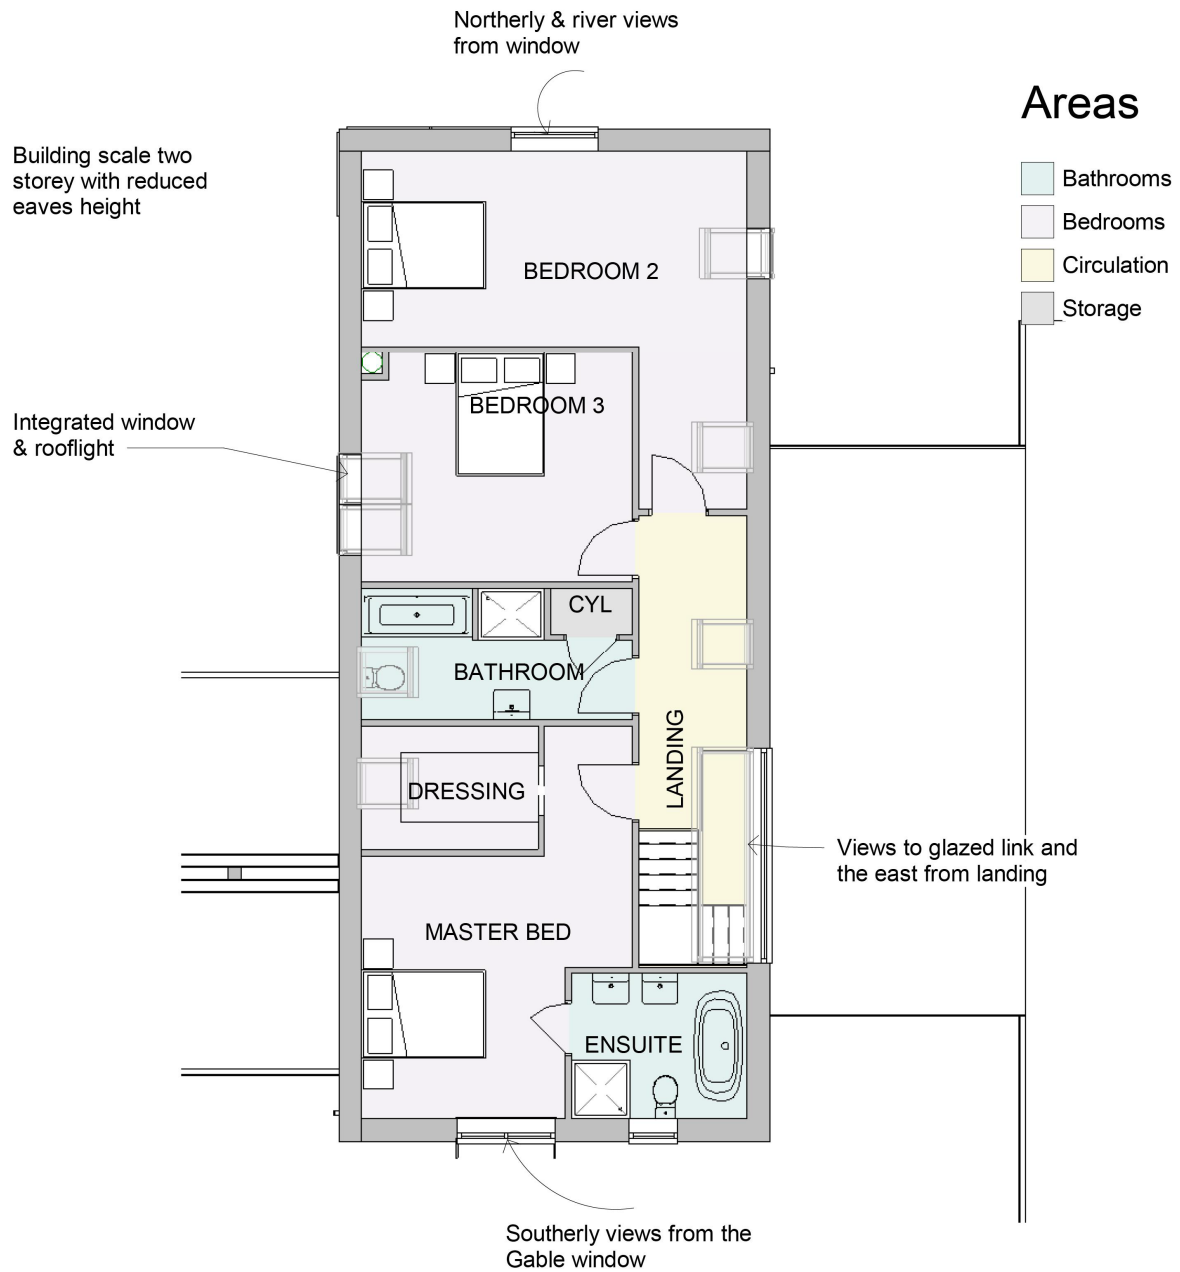 Northerly & river views
from window
Areas
Building scale two
storey with reduced
eaves height
Bathrooms
Bedrooms
Circulation
Storage
BEDROOM 2
BEDROOM 3
Integrated window
& rooflight
CYL
BATHROOM
LANDING
DRESSING
Views to glazed link and
the east from landing
MASTER BED
ENSUITE
Southerly views from the
Gable window